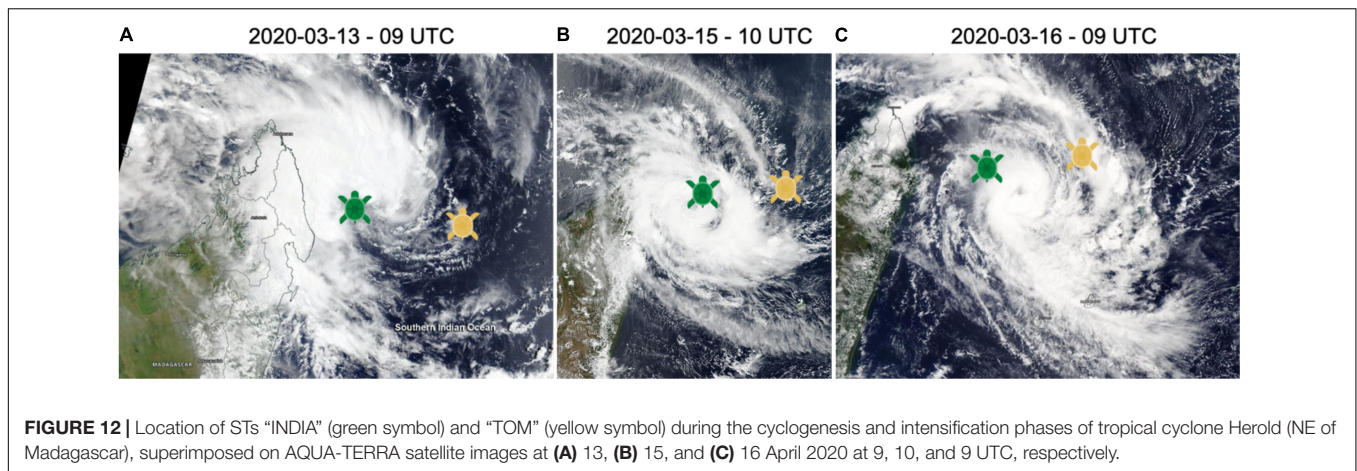 A
2020-03-13 - 09 UTC
B
2020-03-15 - 10 UTC
C
2020-03-16 - 09 UTC
Southern Indian Ocean
MADAGASCAR
FIGURE 12 | Location of STs “INDIA” (green symbol) and “TOM” (yellow symbol) during the cyclogenesis and intensification phases of tropical cyclone Herold (NE of
Madagascar), superimposed on AQUA-TERRA satellite images at (A) 13, (B) 15, and (C) 16 April 2020 at 9, 10, and 9 UTC, respectively.